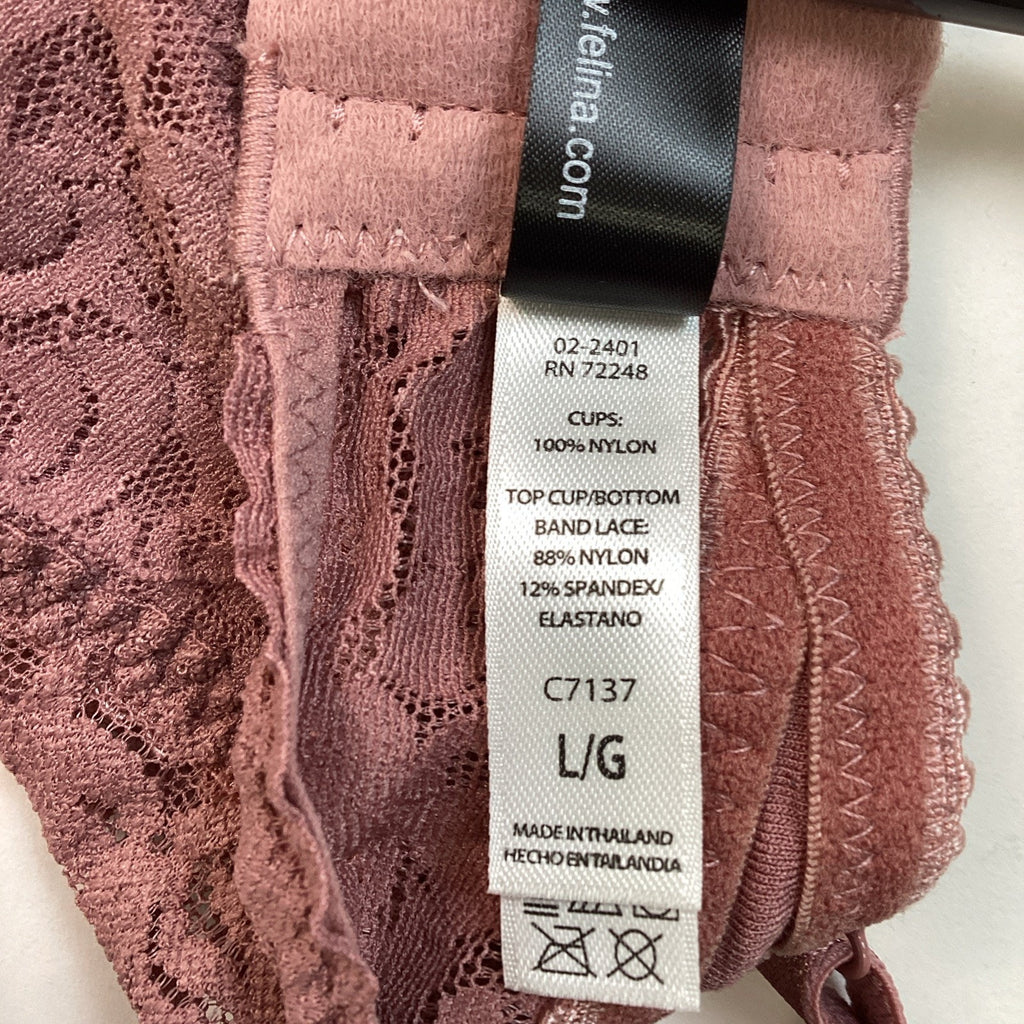 w.felina.com
02-2401
RN 72248
CUPS:
100% NYLON
TOP CUP/BOTTOM
BAND LACE:
88% NYLON
12% SPANDEX/
ELASTANO
C7137
L/G
MADE IN THAILAND
HECHO EN TAILANDIA